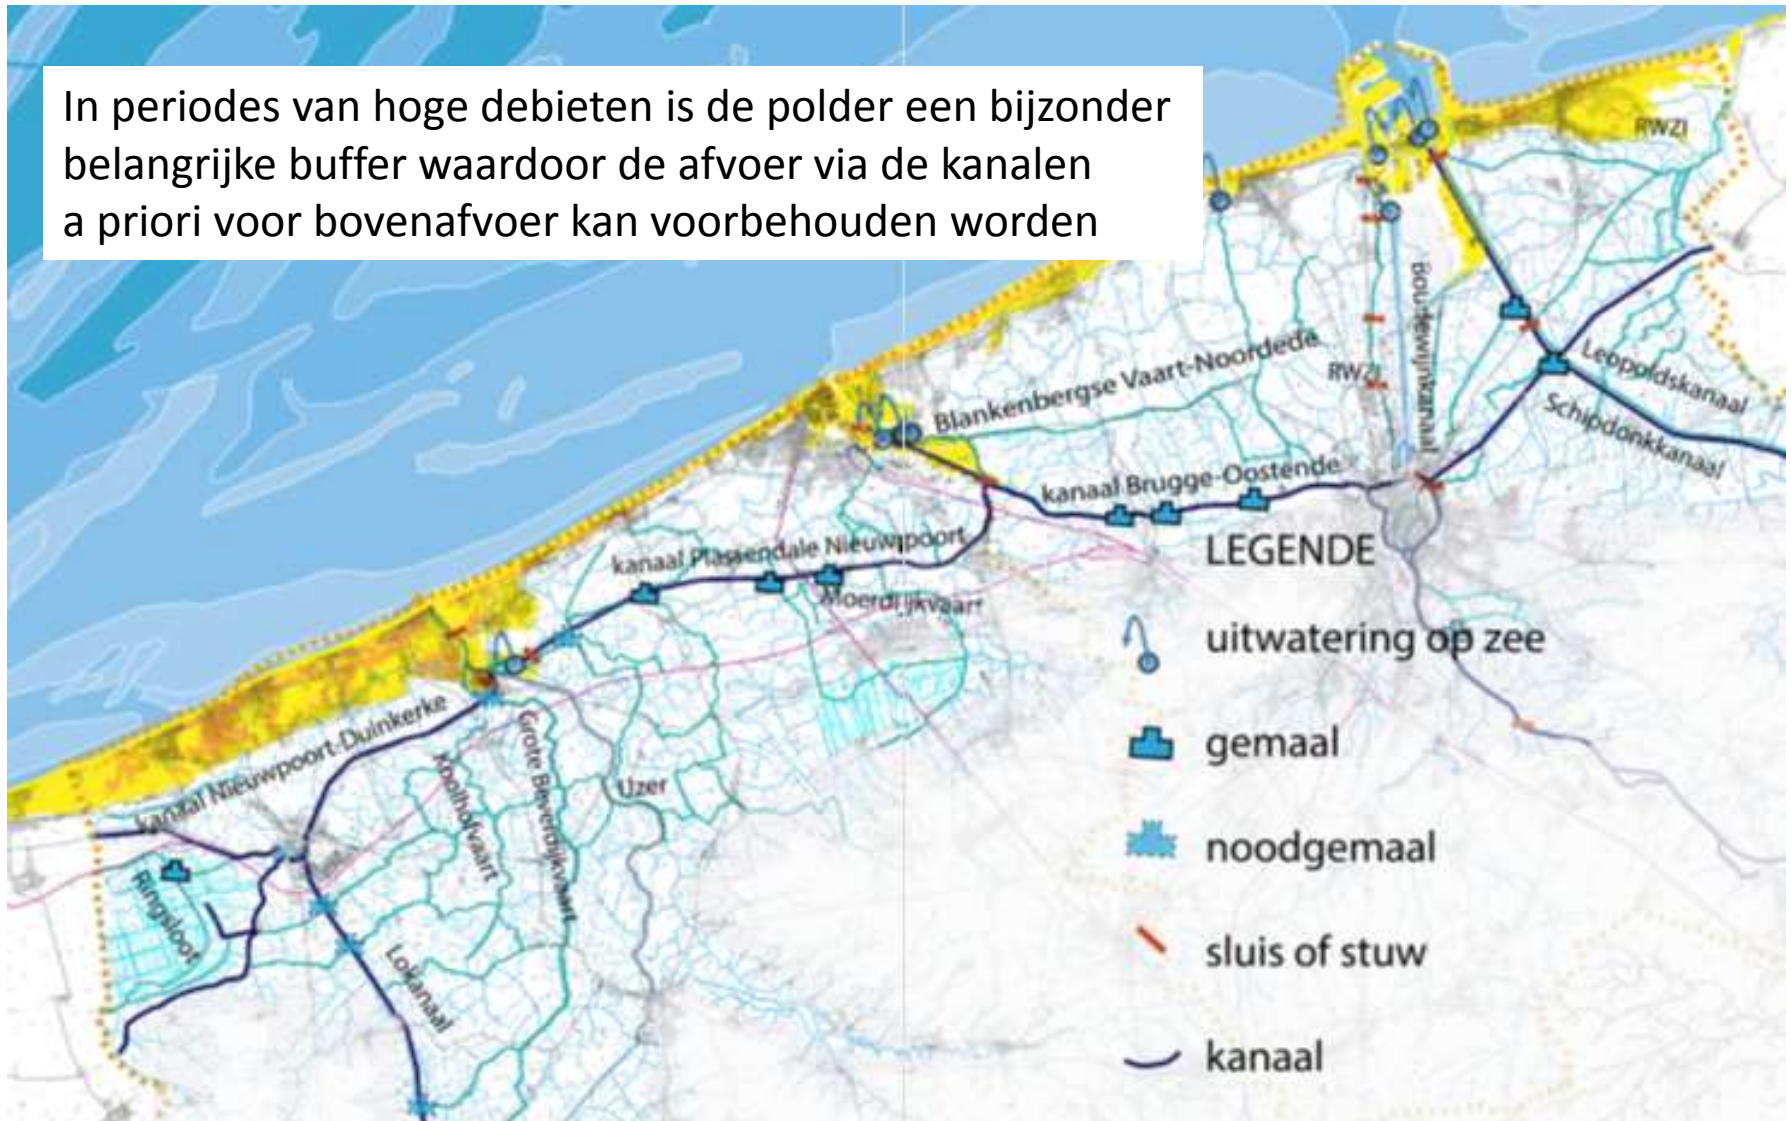 In periodes van hoge debieten is de polder een bijzonder
belangrijke buffer waardoor de afvoer via de kanalen
a priori voor bovenafvoer kan voorbehouden worden
RWZI
Boudewijnkanaal
Blankenbergse Vaart-Noordede
RWZI
Leopoldskanaal
Schipdonkkanaal
kanaal Brugge-Oostende
kanaal Plassendale Nieuwpoort
Moerdijkvaart
kanaal Nieuwpoort-Duinkerke
Grote Beverdijkvaart
Kholhofvaart
IJzer
Ringsloot
Lokanaal
LEGENDE
uitwatering op zee
gemaal
noodgemaal
sluis of stuw
kanaal